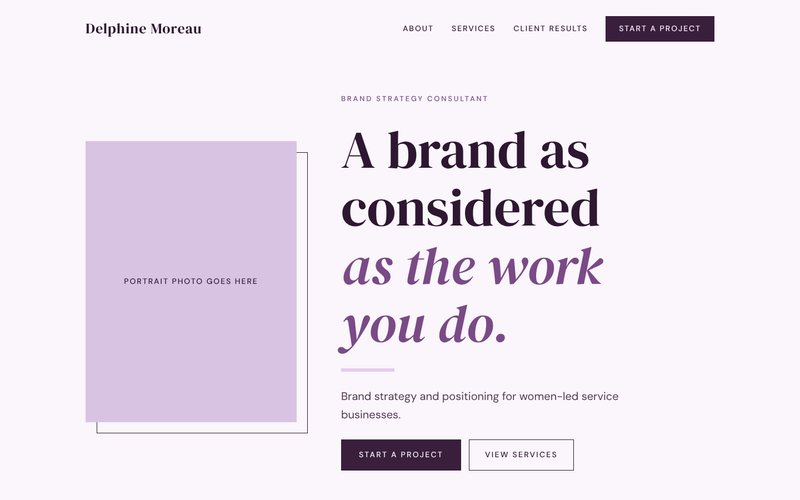 Delphine Moreau
ABOUT
SERVICES
CLIENT RESULTS
START A PROJECT
BRAND STRATEGY CONSULTANT
A brand as
considered
as the work
you do.
PORTRAIT PHOTO GOES HERE
Brand strategy and positioning for women-led service
businesses.
START A PROJECT
VIEW SERVICES